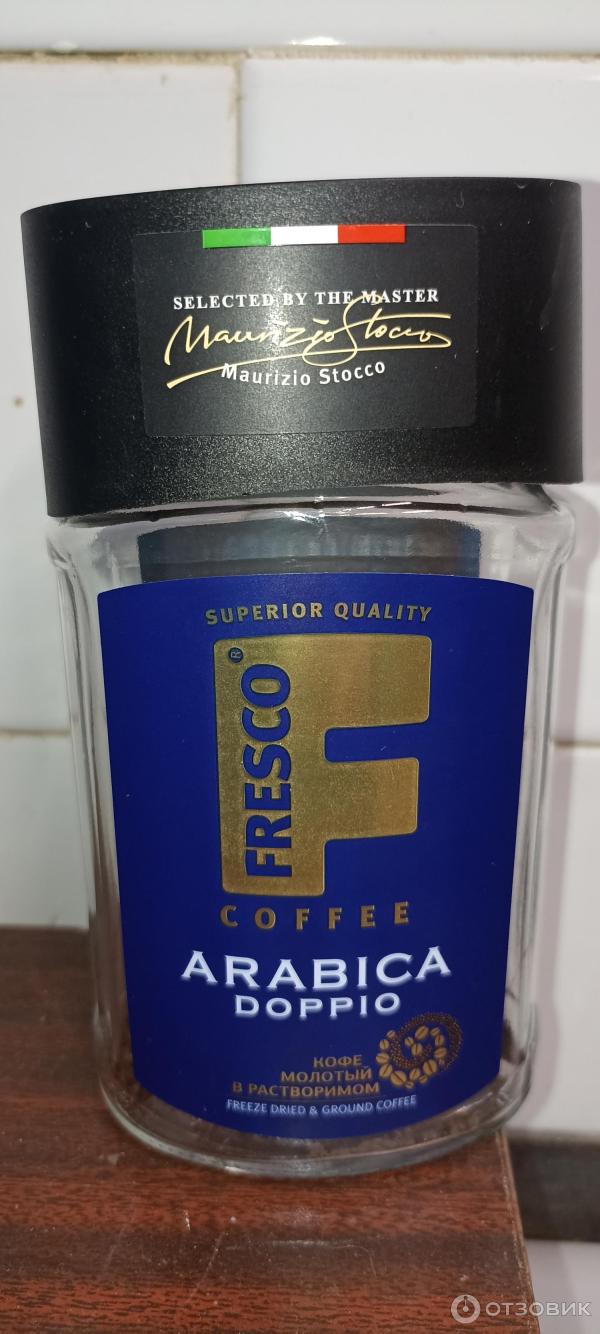 SELECTED BY THE MASTER
Maurizio Stocco
Maurizio Stocco
SUPERIOR QUALITY
FRESCO®
COFFEE
ARABICA
DOPPIO
КОФЕ
МОЛОТЫЙ
В РАСТВОРИМОМ
FREEZE DRIED & GROUND COFFEE
ОТЗОВИК